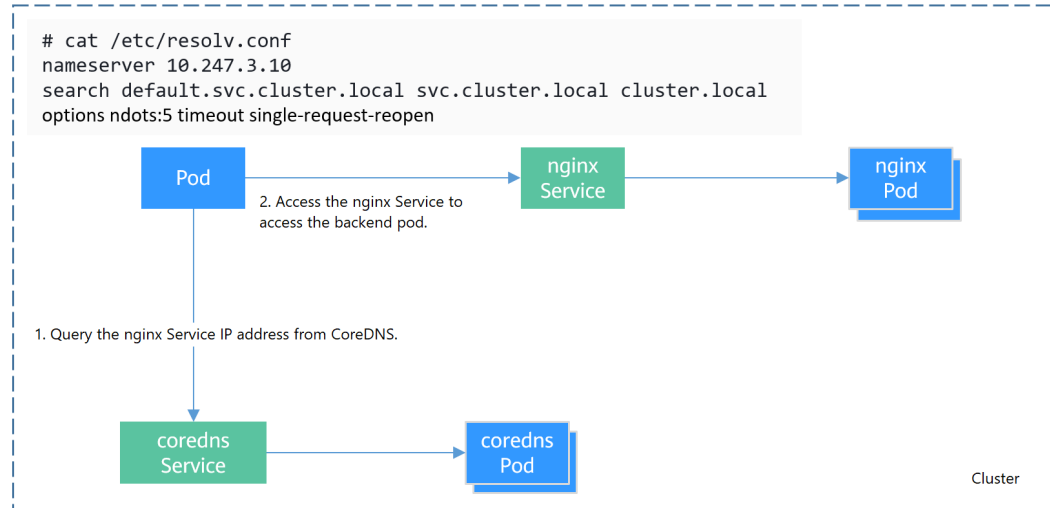 # cat /etc/resolv.conf
nameserver 10.247.3.10
search default.svc.cluster.local svc.cluster.local cluster.local
options ndots:5 timeout single-request-reopen
Pod
nginx
Service
nginx
Pod
2. Access the nginx Service to
access the backend pod.
1. Query the nginx Service IP address from CoreDNS.
coredns
Service
coredns
Pod
Cluster